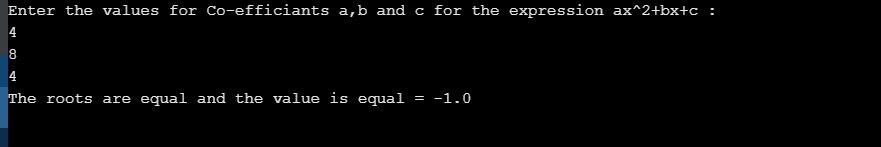 Enter the values for Co-efficiants a,b and c for the expression ax^2+bx+c :
4
8
4
The roots are equal and the value is equal = -1.0